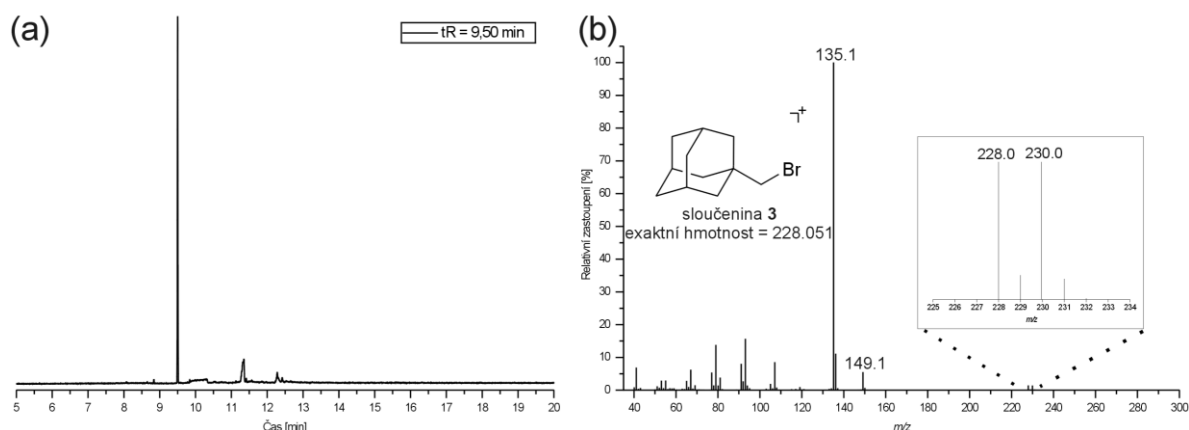 (a)
tR = 9,50 min
5 6 7 8 9 10 11 12 13 14 15 16 17 18 19 20
Čas [min]
(b)
135.1
100
90
80
70
60
50
40
30
20
10
0
Relativní zastoupení [%]
┐+
Br
sloučenina 3
exaktní hmotnost = 228.051
149.1
228.0 230.0
225 226 227 228 229 230 231 232 233 234
m/z
40 60 80 100 120 140 160 180 200 220 240 260 280 300
m/z